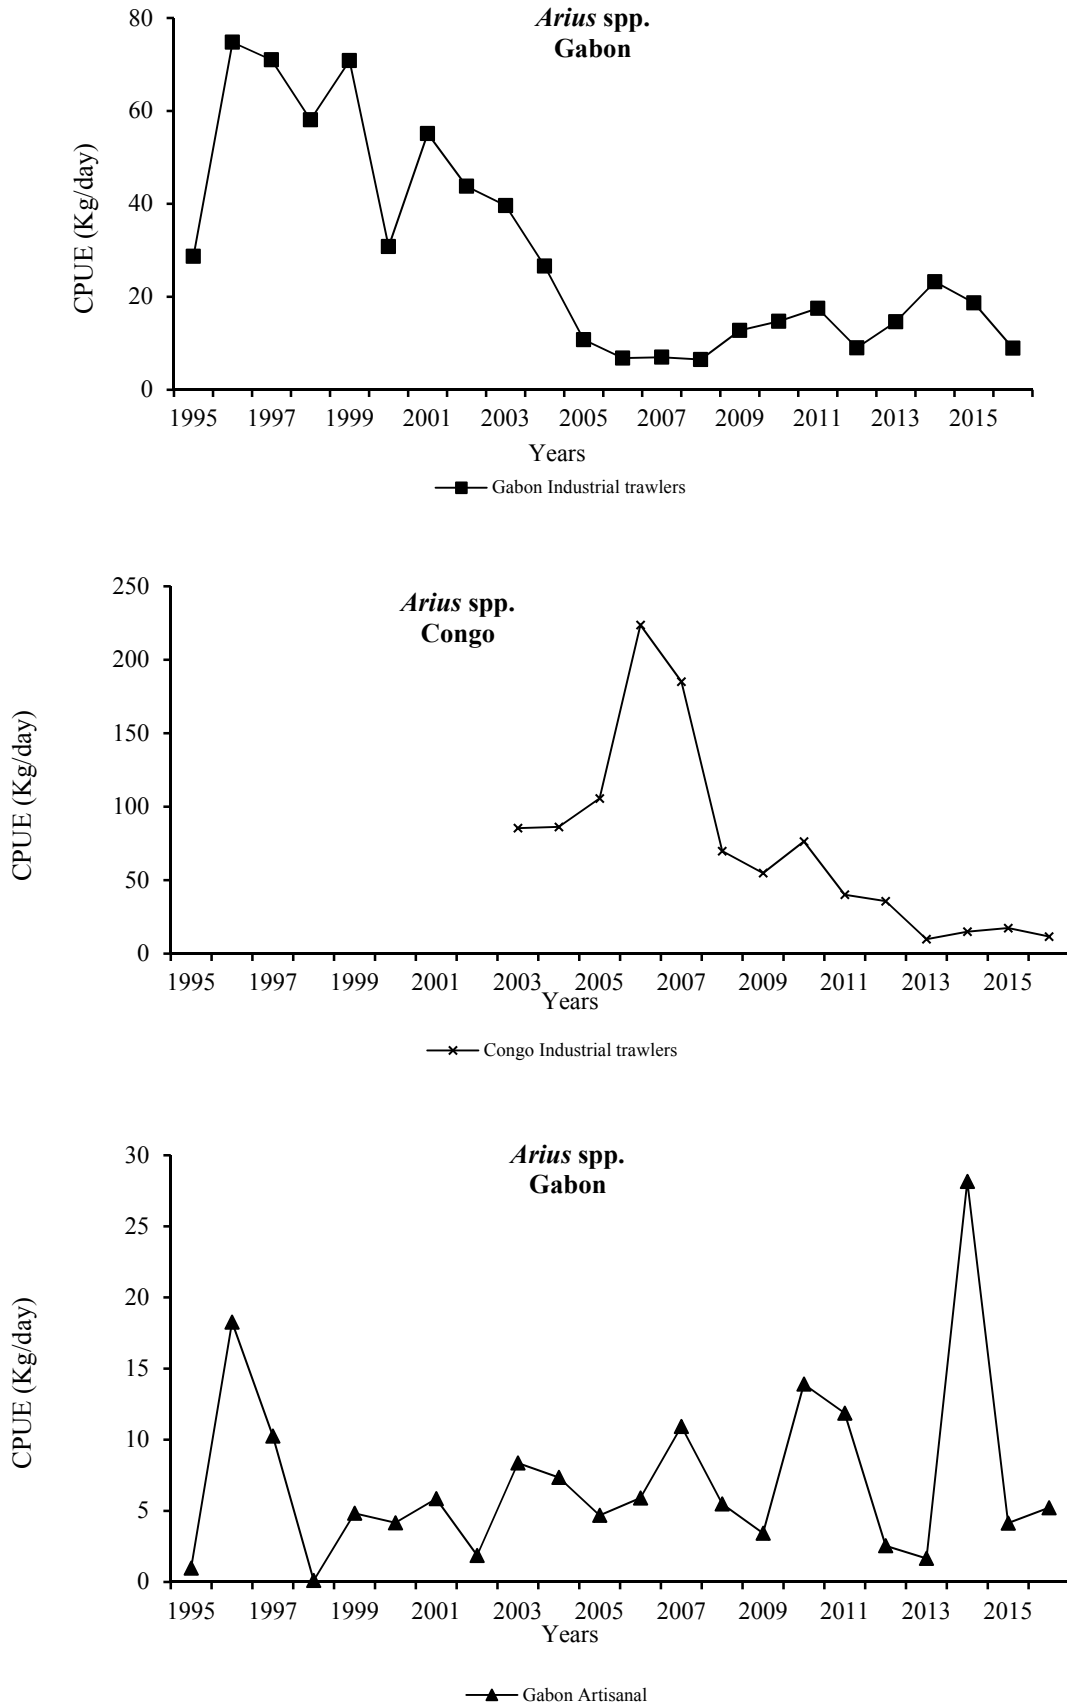 Arius spp.
Gabon
CPUE (Kg/day)
80
60
40
20
0
1995 1997 1999 2001 2003 2005 2007 2009 2011 2013 2015
Years
Gabon Industrial trawlers
Arius spp.
Congo
CPUE (Kg/day)
250
200
150
100
50
0
1995 1997 1999 2001 2003 2005 2007 2009 2011 2013 2015
Years
Congo Industrial trawlers
Arius spp.
Gabon
CPUE (Kg/day)
30
25
20
15
10
5
0
1995 1997 1999 2001 2003 2005 2007 2009 2011 2013 2015
Years
Gabon Artisanal